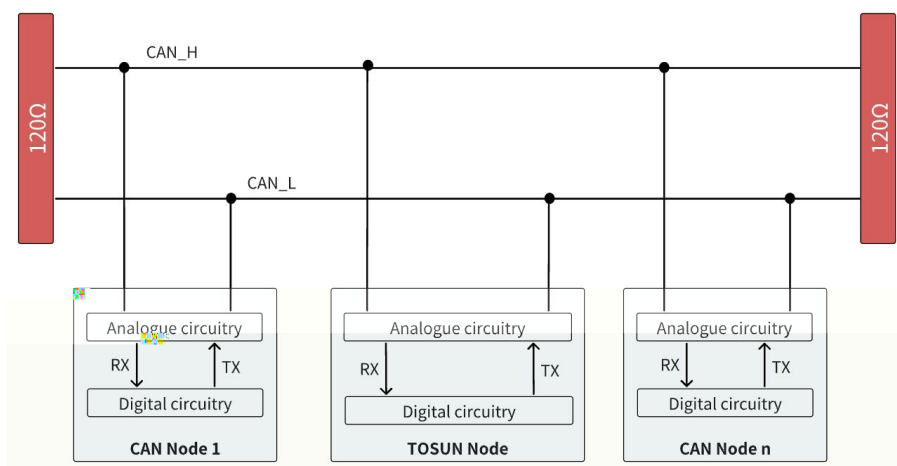 CAN_H
120Ω
120Ω
CAN_L
Analogue circuitry
Analogue circuitry
Analogue circuitry
RX
TX
RX
TX
RX
TX
Digital circuitry
Digital circuitry
Digital circuitry
CAN Node 1
TOSUN Node
CAN Node n